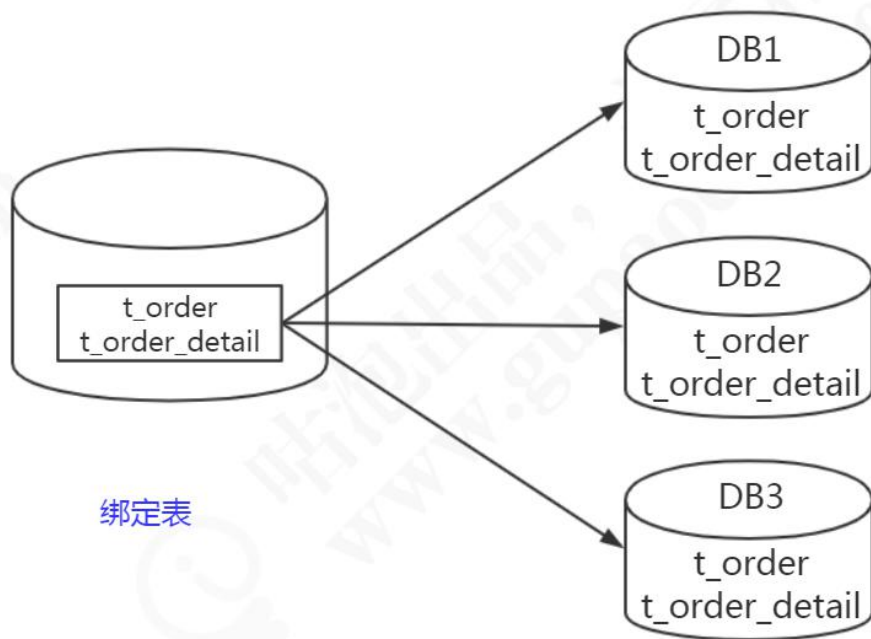 DB1
t_order
t_order_detail
t_order
t_order_detail
DB2
t_order
t_order_detail
绑定表
DB3
t_order
t_order_detail